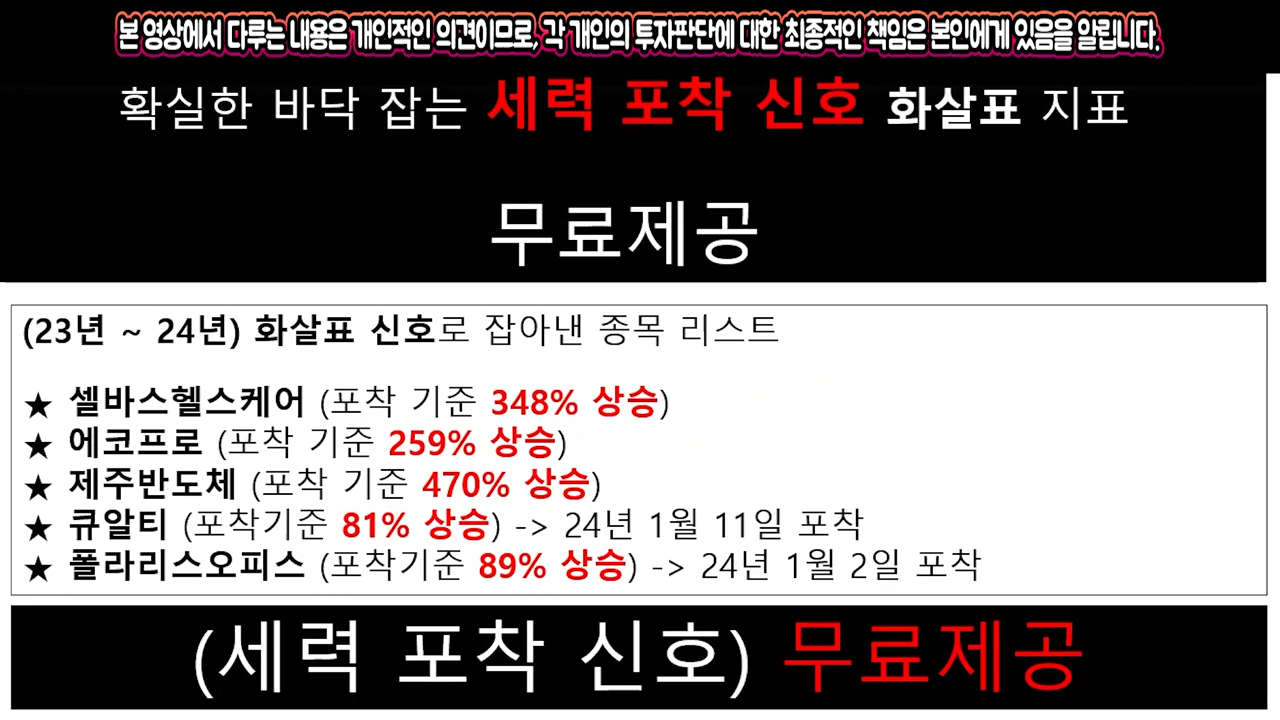 본 영상에서 다루는 내용은 개인적인 의견이므로, 각 개인의 투자판단에 대한 최종적인 책임은 본인에게 있음을 알립니다.
확실한 바닥 잡는 세력 포착 신호 화살표 지표
무료제공
(23년 ~ 24년) 화살표 신호로 잡아낸 종목 리스트
★ 셀바스헬스케어 (포착 기준 348% 상승)
★ 에코프로 (포착 기준 259% 상승)
★ 제주반도체 (포착 기준 470% 상승)
★ 큐알티 (포착기준 81% 상승) -> 24년 1월 11일 포착
★ 폴라리스오피스 (포착기준 89% 상승) -> 24년 1월 2일 포착
(세력 포착 신호) 무료제공